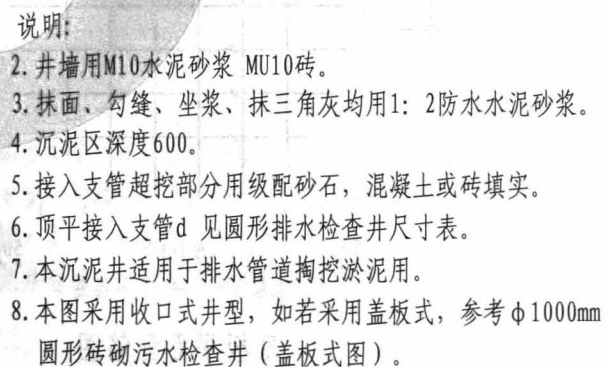 说明:
2.井墙用M10水泥砂浆 MU10砖。
3.抹面、勾缝、坐浆、抹三角灰均用1：2防水水泥砂浆。
4.沉泥区深度600。
5.接入支管超挖部分用级配砂石，混凝土或砖填实。
6.顶平接入支管d 见圆形排水检查井尺寸表。
7.本沉泥井适用于排水管道掏挖淤泥用。
8.本图采用收口式井型，如若采用盖板式，参考φ1000mm
圆形砖砌污水检查井（盖板式图）。